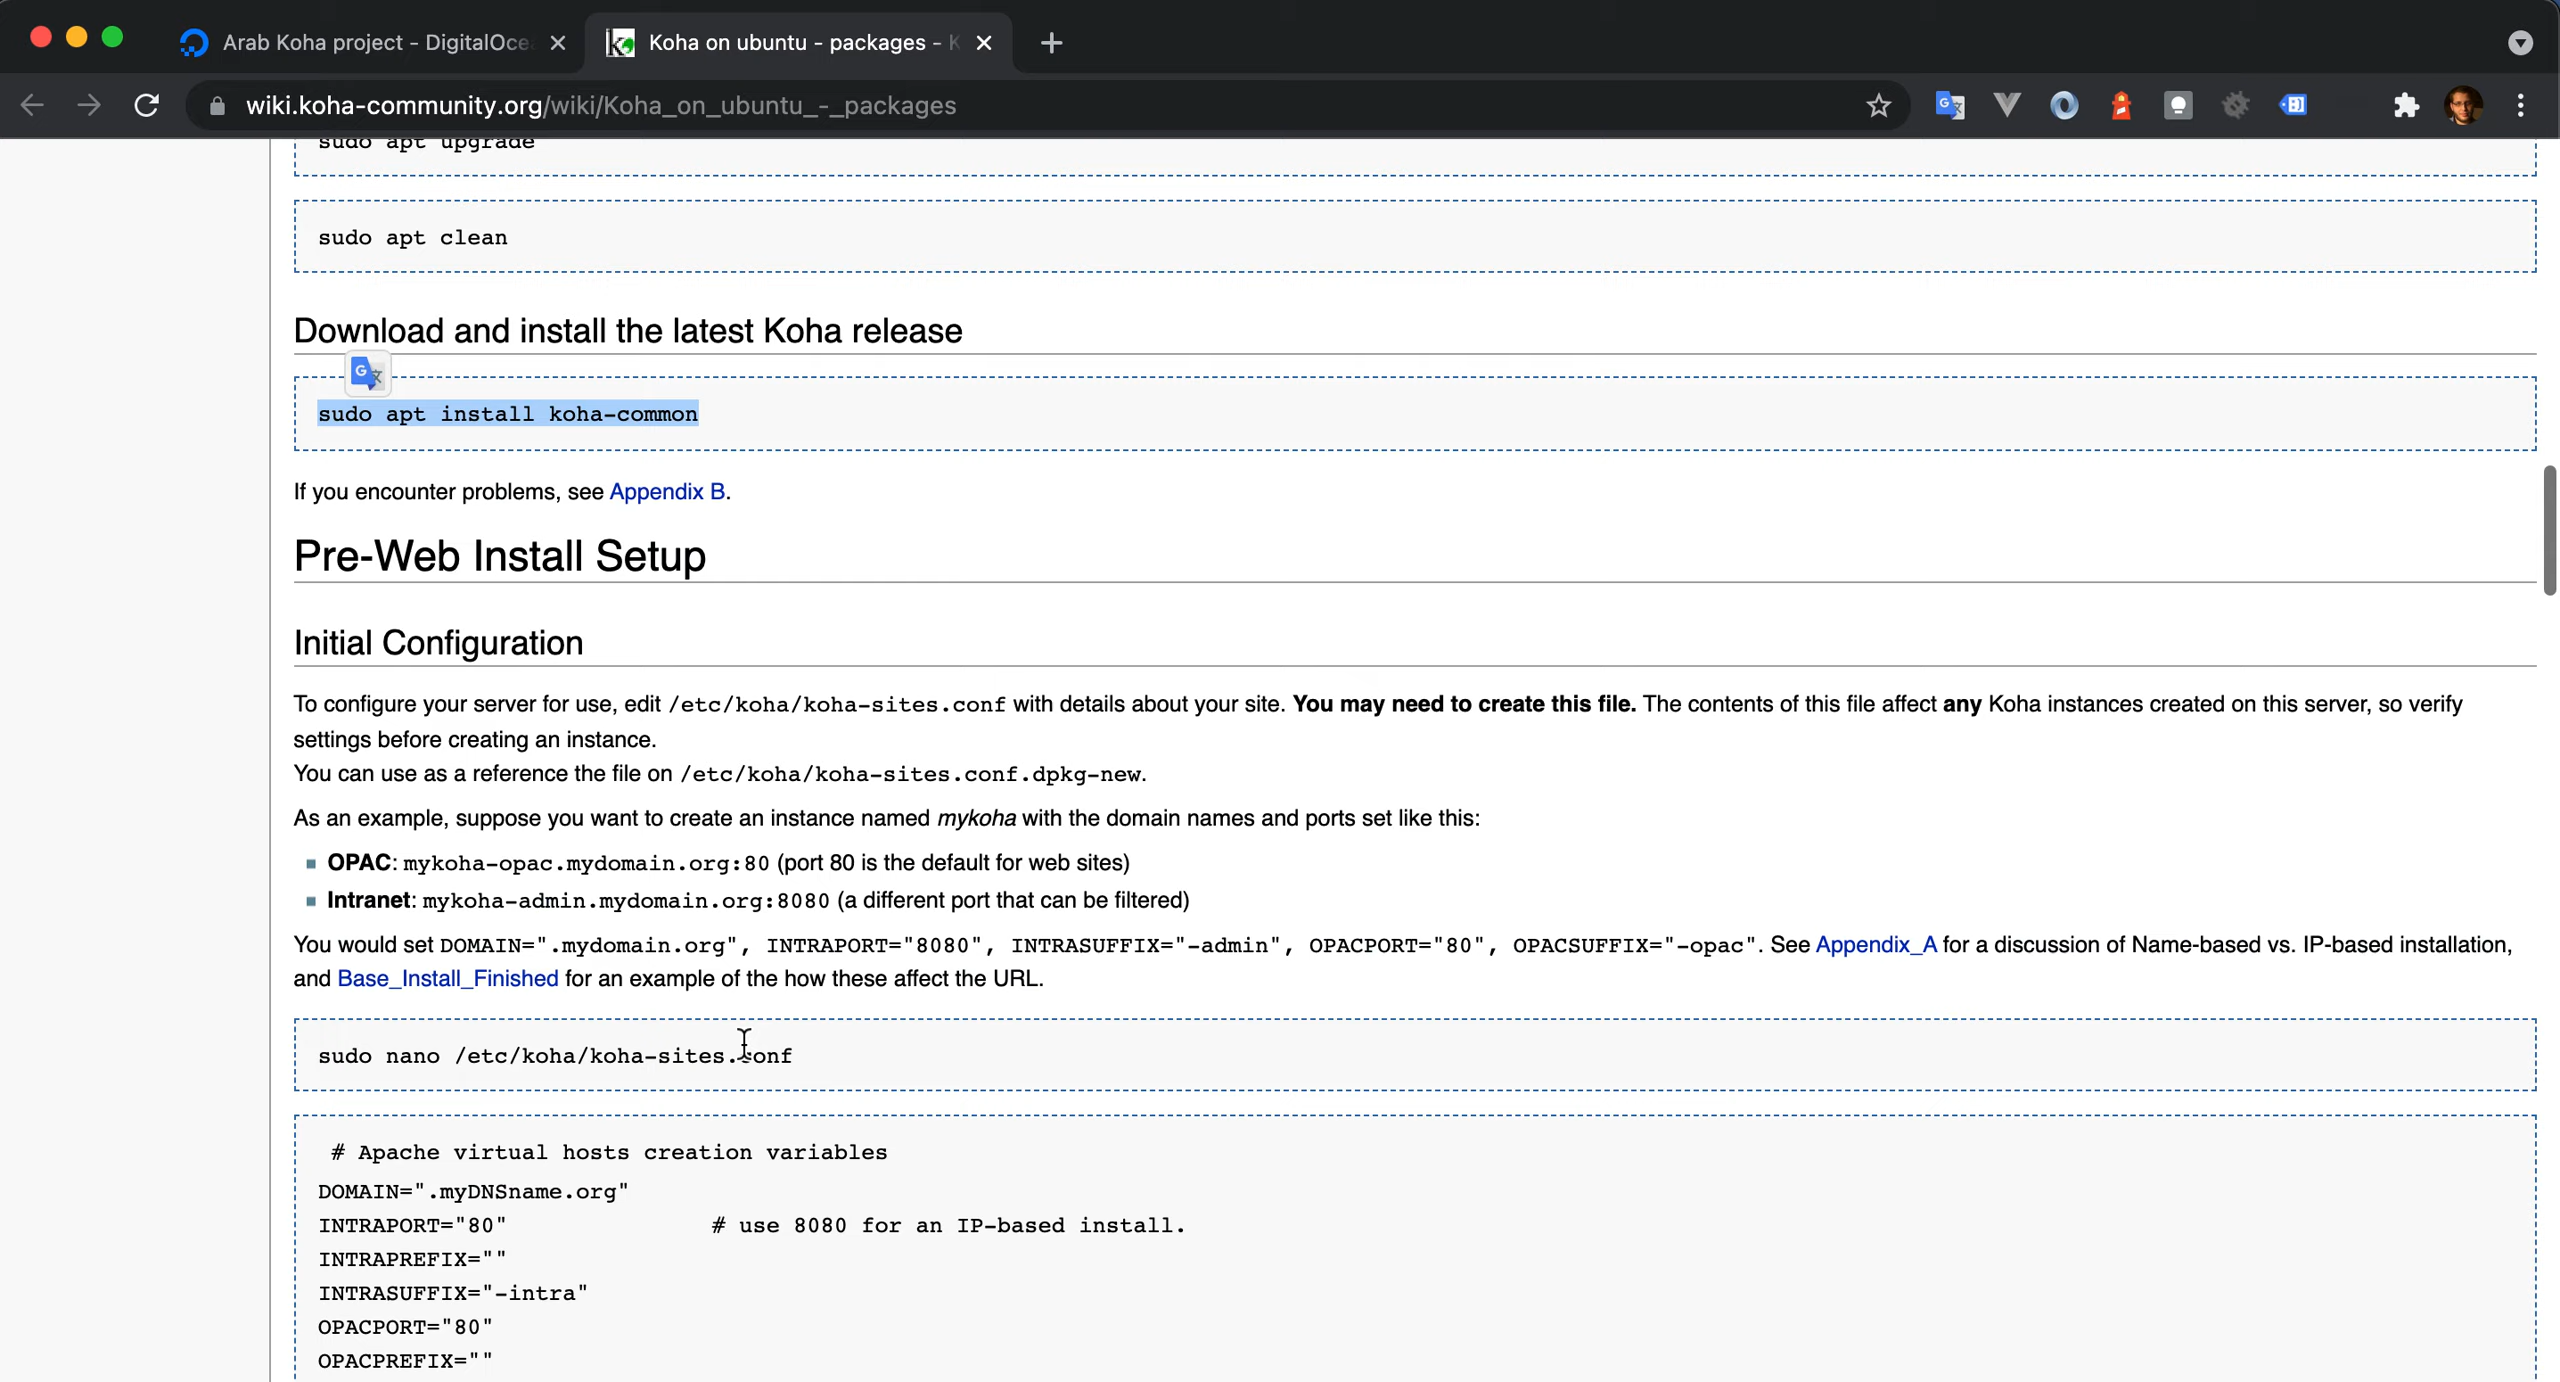 Arab Koha project - DigitalOce
Koha on ubuntu - packages - K
wiki.koha-community.org/wiki/Koha_on_ubuntu_-_packages
sudo apt upgrade
sudo apt clean
Download and install the latest Koha release
sudo apt install koha-common
If you encounter problems, see Appendix B.
Pre-Web Install Setup
Initial Configuration
To configure your server for use, edit /etc/koha/koha-sites.conf with details about your site. You may need to create this file. The contents of this file affect any Koha instances created on this server, so verify
settings before creating an instance.
You can use as a reference the file on /etc/koha/koha-sites.conf.dpkg-new.
As an example, suppose you want to create an instance named mykoha with the domain names and ports set like this:
OPAC: mykoha-opac.mydomain.org:80 (port 80 is the default for web sites)
Intranet: mykoha-admin.mydomain.org:8080 (a different port that can be filtered)
You would set DOMAIN=".mydomain.org", INTRAPORT="8080", INTRASUFFIX="-admin", OPACPORT="80", OPACSUFFIX="-opac". See Appendix_A for a discussion of Name-based vs. IP-based installation,
and Base_Install_Finished for an example of the how these affect the URL.
sudo nano /etc/koha/koha-sites.conf
# Apache virtual hosts creation variables
DOMAIN=".myDNSname.org"
INTRAPORT="80" # use 8080 for an IP-based install.
INTRAPREFIX=""
INTRASUFFIX="-intra"
OPACPORT="80"
OPACPREFIX=""